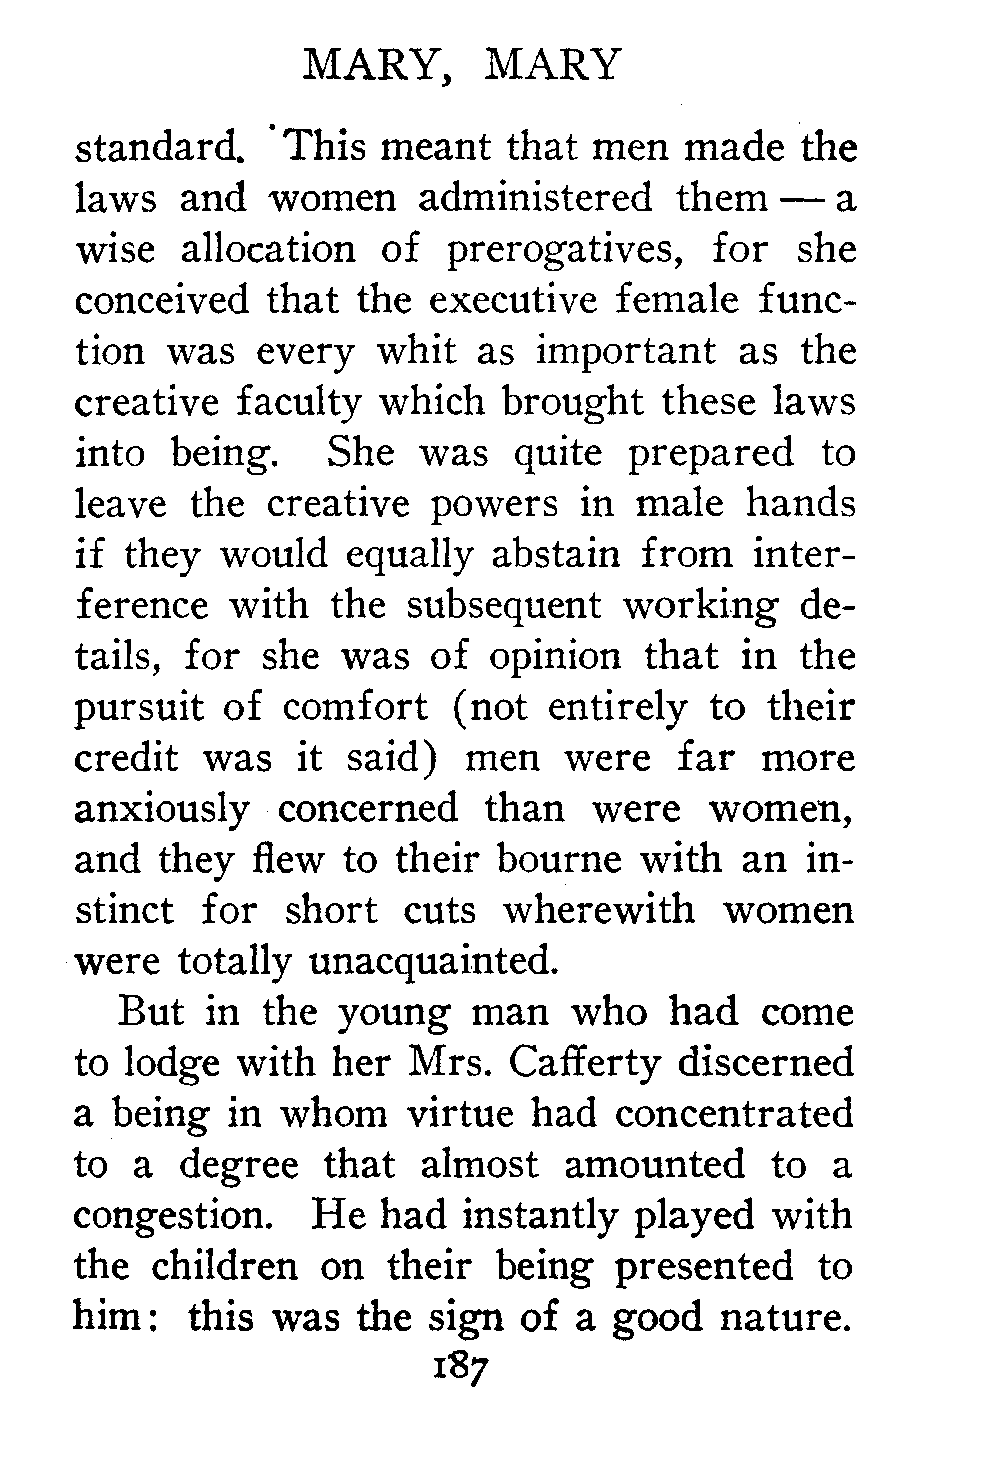 MARY, MARY
standard. This meant that men made the
laws and women administered them — a
wise allocation of prerogatives, for she
conceived that the executive female func-
tion was every whit as important as the
creative faculty which brought these laws
into being. She was quite prepared to
leave the creative powers in male hands
if they would equally abstain from inter-
ference with the subsequent working de-
tails, for she was of opinion that in the
pursuit of comfort (not entirely to their
credit was it said) men were far more
anxiously concerned than were women,
and they flew to their bourne with an in-
stinct for short cuts wherewith women
were totally unacquainted.
But in the young man who had come
to lodge with her Mrs. Cafferty discerned
a being in whom virtue had concentrated
to a degree that almost amounted to a
congestion. He had instantly played with
the children on their being presented to
him: this was the sign of a good nature.
187